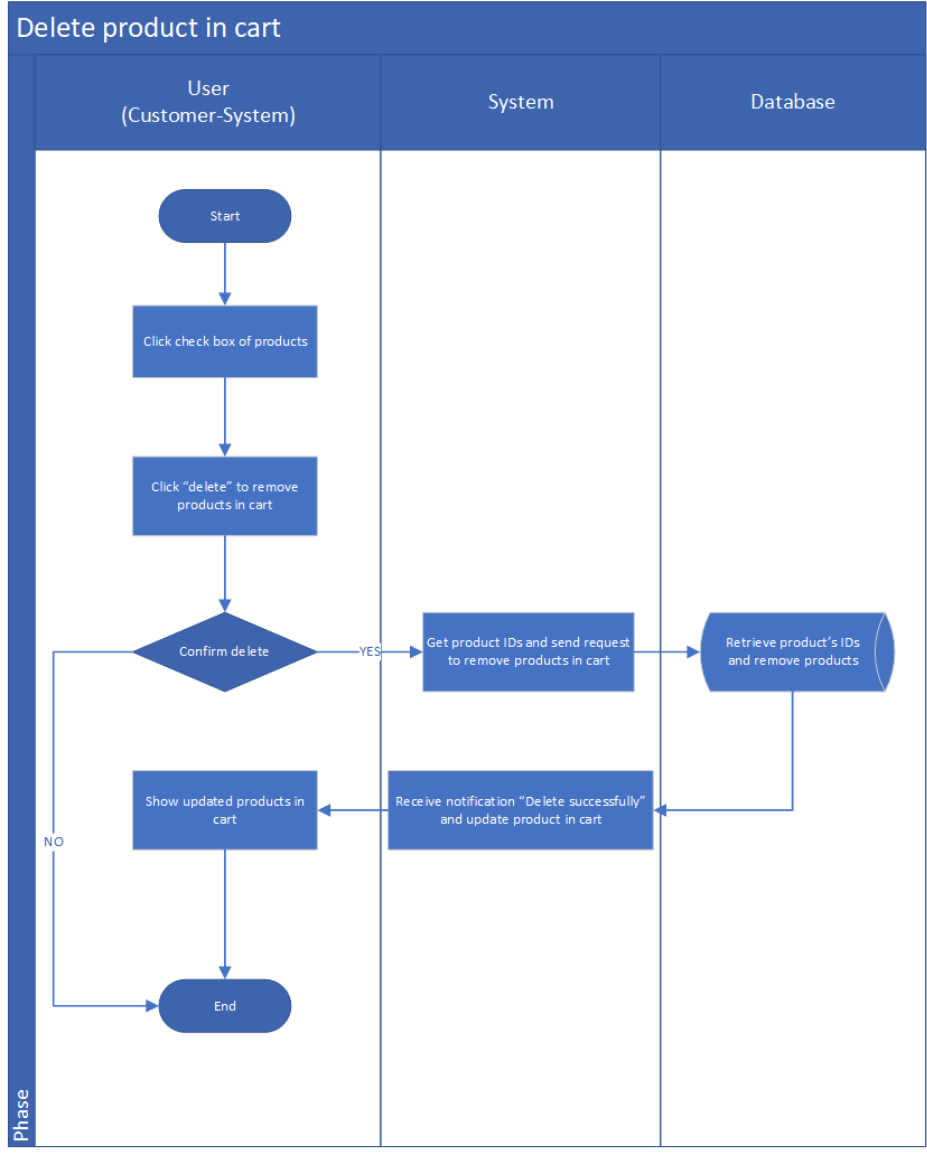 Delete product in cart
User
(Customer-System)
System
Database
Start
Click check box of products
Click “delete” to remove
products in cart
Confirm delete
YES
Get product IDs and send request
to remove products in cart
Retrieve product’s IDs
and remove products
Show updated products in
cart
Receive notification “Delete successfully”
and update product in cart
NO
End
Phase